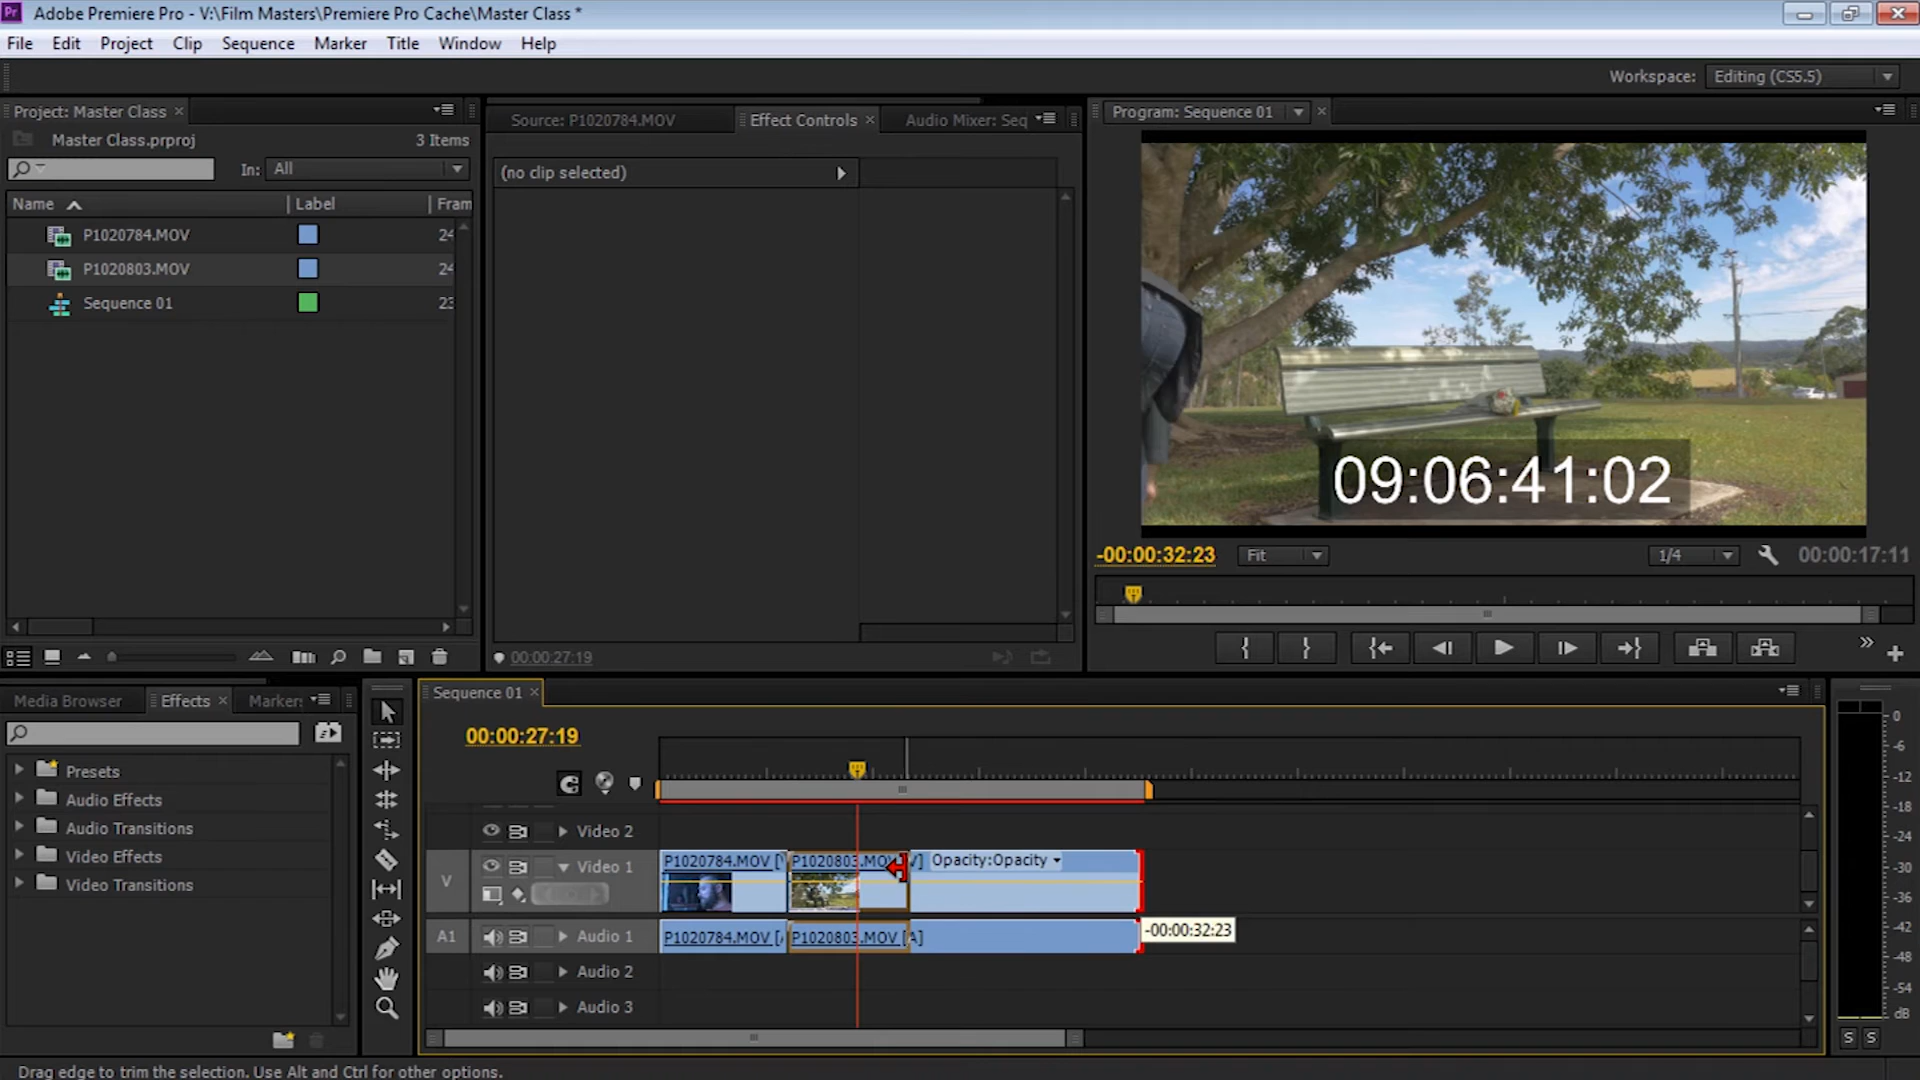 Adobe Premiere Pro - V:\Film Masters\Premiere Pro Cache\Master Class *
File Edit Project Clip Sequence Marker Title Window Help
Workspace: Editing (CS5.5)
Project: Master Class
Master Class.prproj 3 Items
In: All
Name Label Fram
P1020784.MOV 24
P1020803.MOV 24
Sequence 01 23
Source: P1020784.MOV Effect Controls Audio Mixer: Seq
(no clip selected)
00:00:27:19
Program: Sequence 01
09:06:41:02
-00:00:32:23 Fit 1/4 00:00:17:11
Media Browser Effects Markers
Presets
Audio Effects
Audio Transitions
Video Effects
Video Transitions
Sequence 01
00:00:27:19
Video 2
V Video 1
P1020784.MOV [V P1020803.MOV V] Opacity:Opacity
A1 Audio 1
P1020784.MOV [A P1020803.MOV [A]
-00:00:32:23
Audio 2
Audio 3
0
-6
-12
-18
-24
-30
-36
-42
-48
-54
dB
S S
Drag edge to trim the selection. Use Alt and Ctrl for other options.